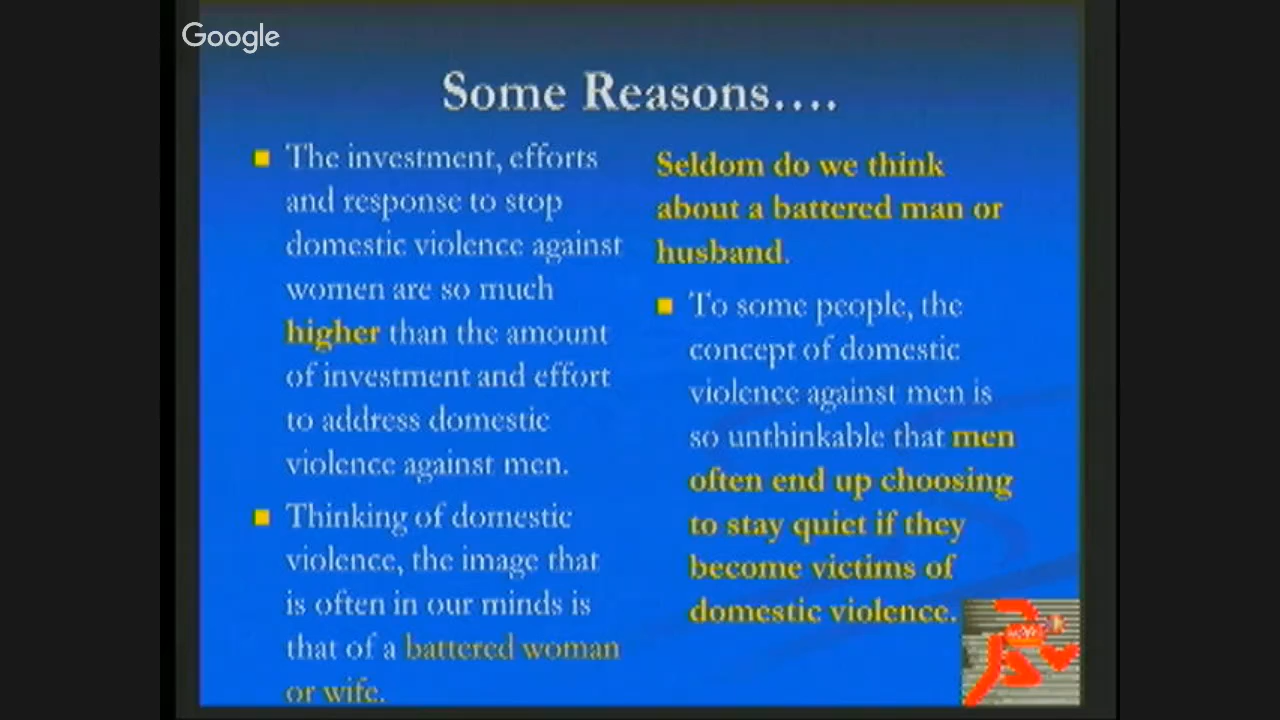 Google
Some Reasons....
The investment, efforts
and response to stop
domestic violence against
women are so much
higher than the amount
of investment and effort
to address domestic
violence against men.
Thinking of domestic
violence, the image that
is often in our minds is
that of a battered woman
or wife.
Seldom do we think
about a battered man or
husband.
To some people, the
concept of domestic
violence against men is
so unthinkable that men
often end up choosing
to stay quiet if they
become victims of
domestic violence.